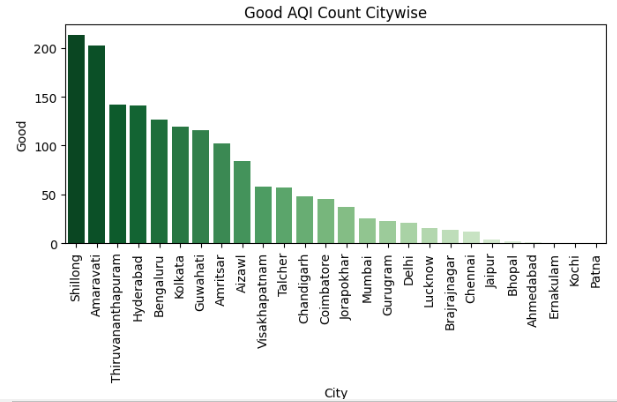 Good AQI Count Citywise
Good
200
150
100
50
0
Shillong
Amaravati
Thiruvananthapuram
Hyderabad
Bengaluru
Kolkata
Guwahati
Amritsar
Aizawl
Visakhapatnam
Talcher
Chandigarh
Coimbatore
Jorapokhar
Mumbai
Gurugram
Delhi
Lucknow
Brajrajnagar
Chennai
Jaipur
Bhopal
Ahmedabad
Ernakulam
Kochi
Patna
City